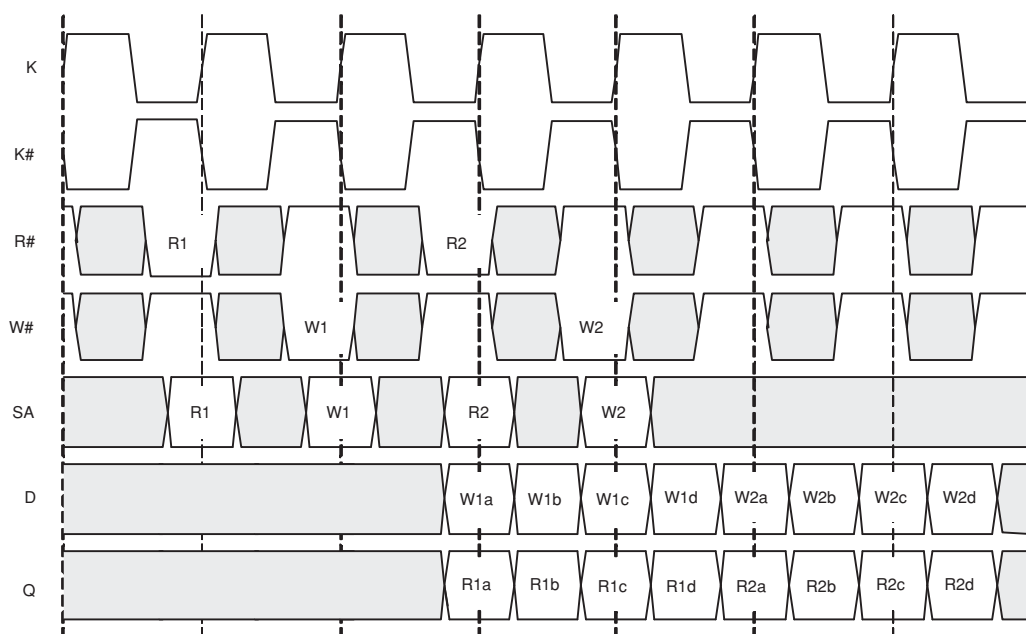 K
K#
R# R1 R2
W# W1 W2
SA R1 W1 R2 W2
D W1a W1b W1c W1d W2a W2b W2c W2d
Q R1a R1b R1c R1d R2a R2b R2c R2d